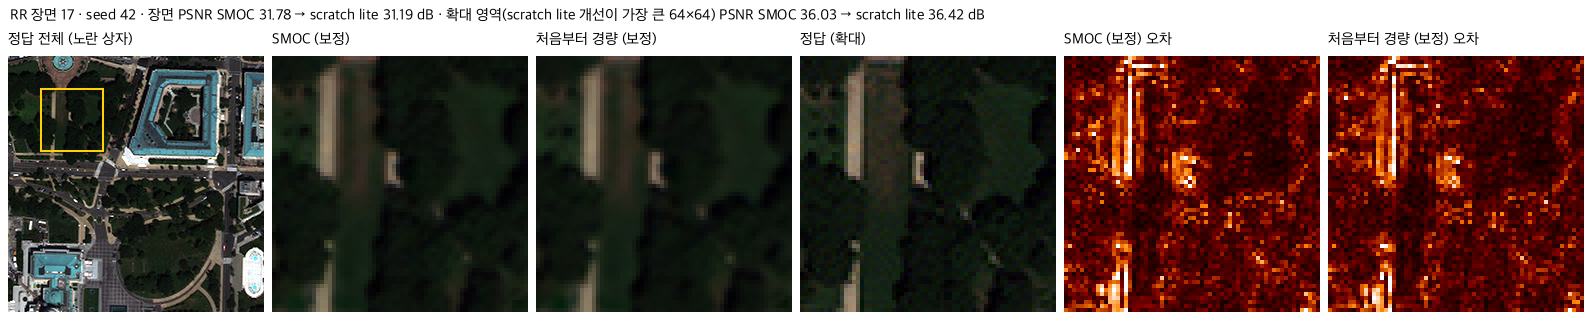 RR 장면 17 · seed 42 · 장면 PSNR SMOC 31.78 → scratch lite 31.19 dB · 확대 영역(scratch lite 개선이 가장 큰 64×64) PSNR SMOC 36.03 → scratch lite 36.42 dB
정답 전체 (노란 상자)
SMOC (보정)
처음부터 경량 (보정)
정답 (확대)
SMOC (보정) 오차
처음부터 경량 (보정) 오차